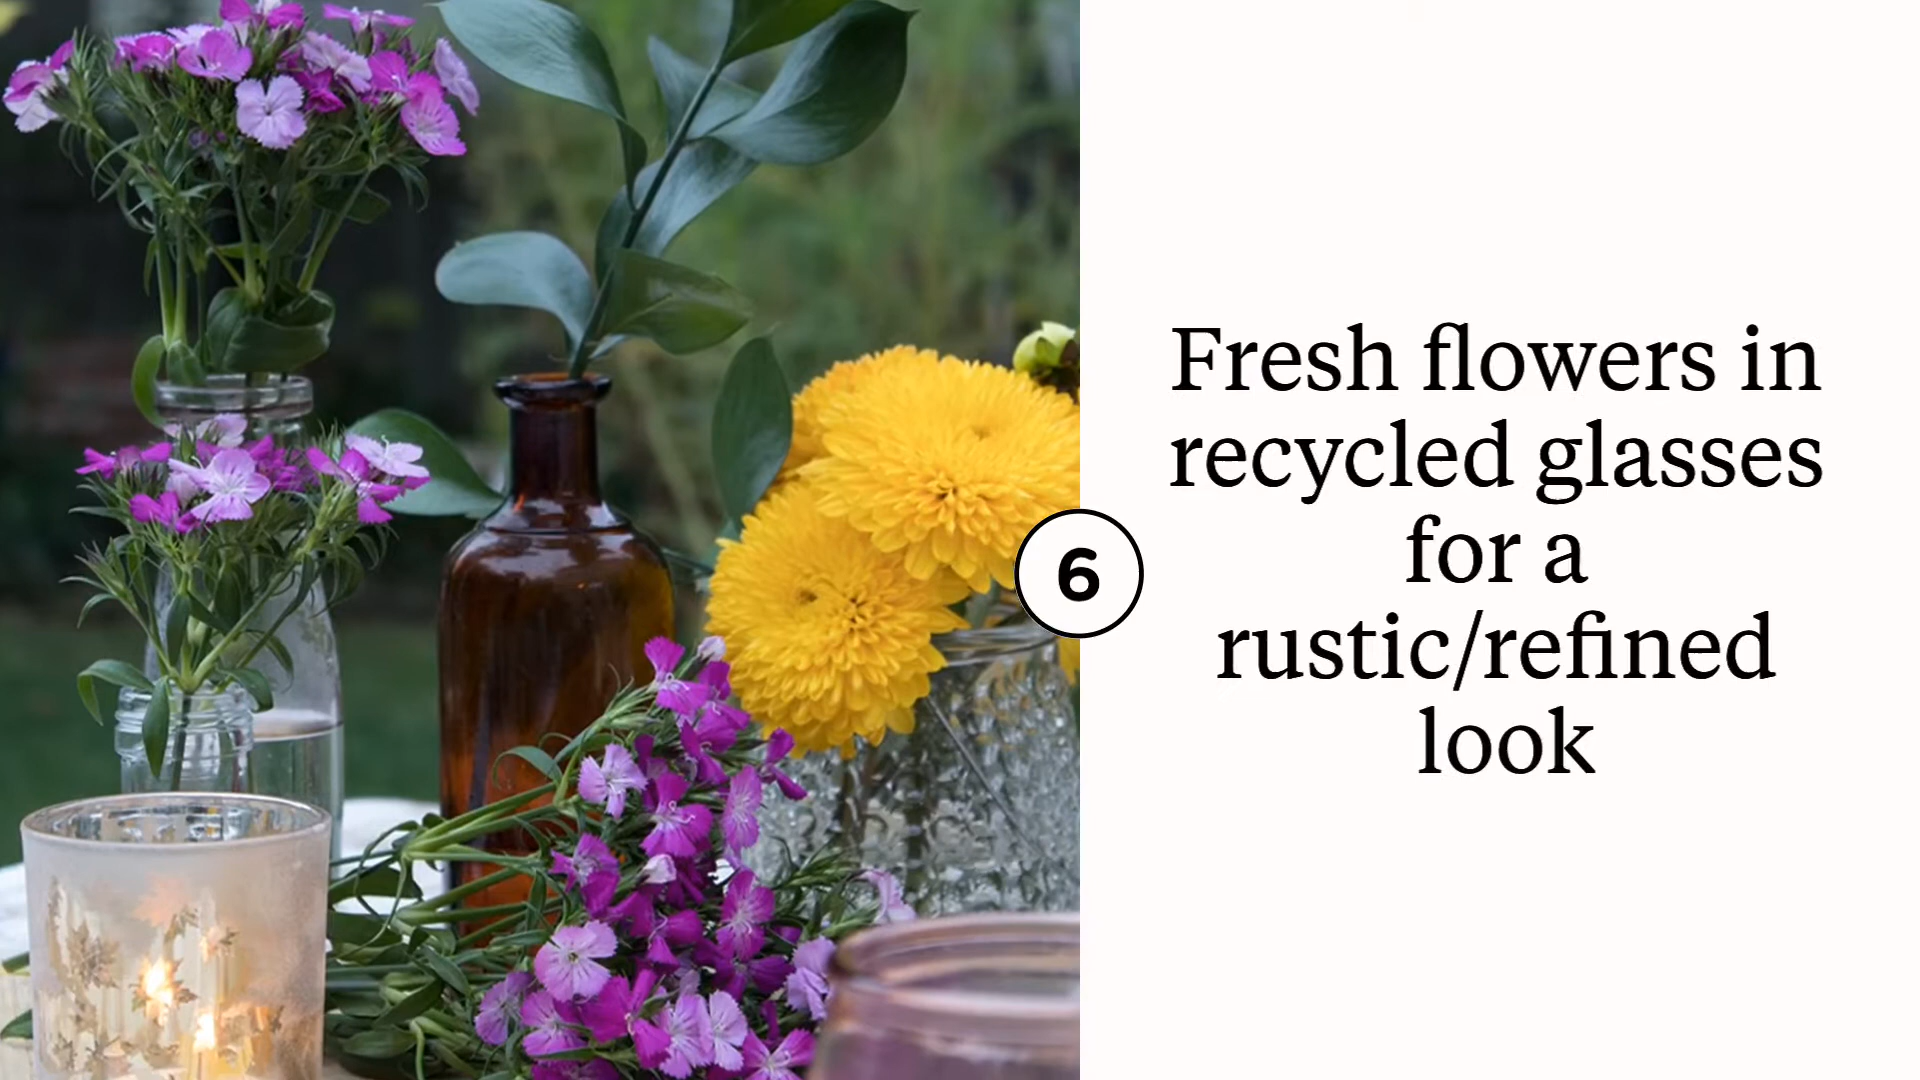 6
Fresh flowers in
recycled glasses
for a
rustic/refined
look